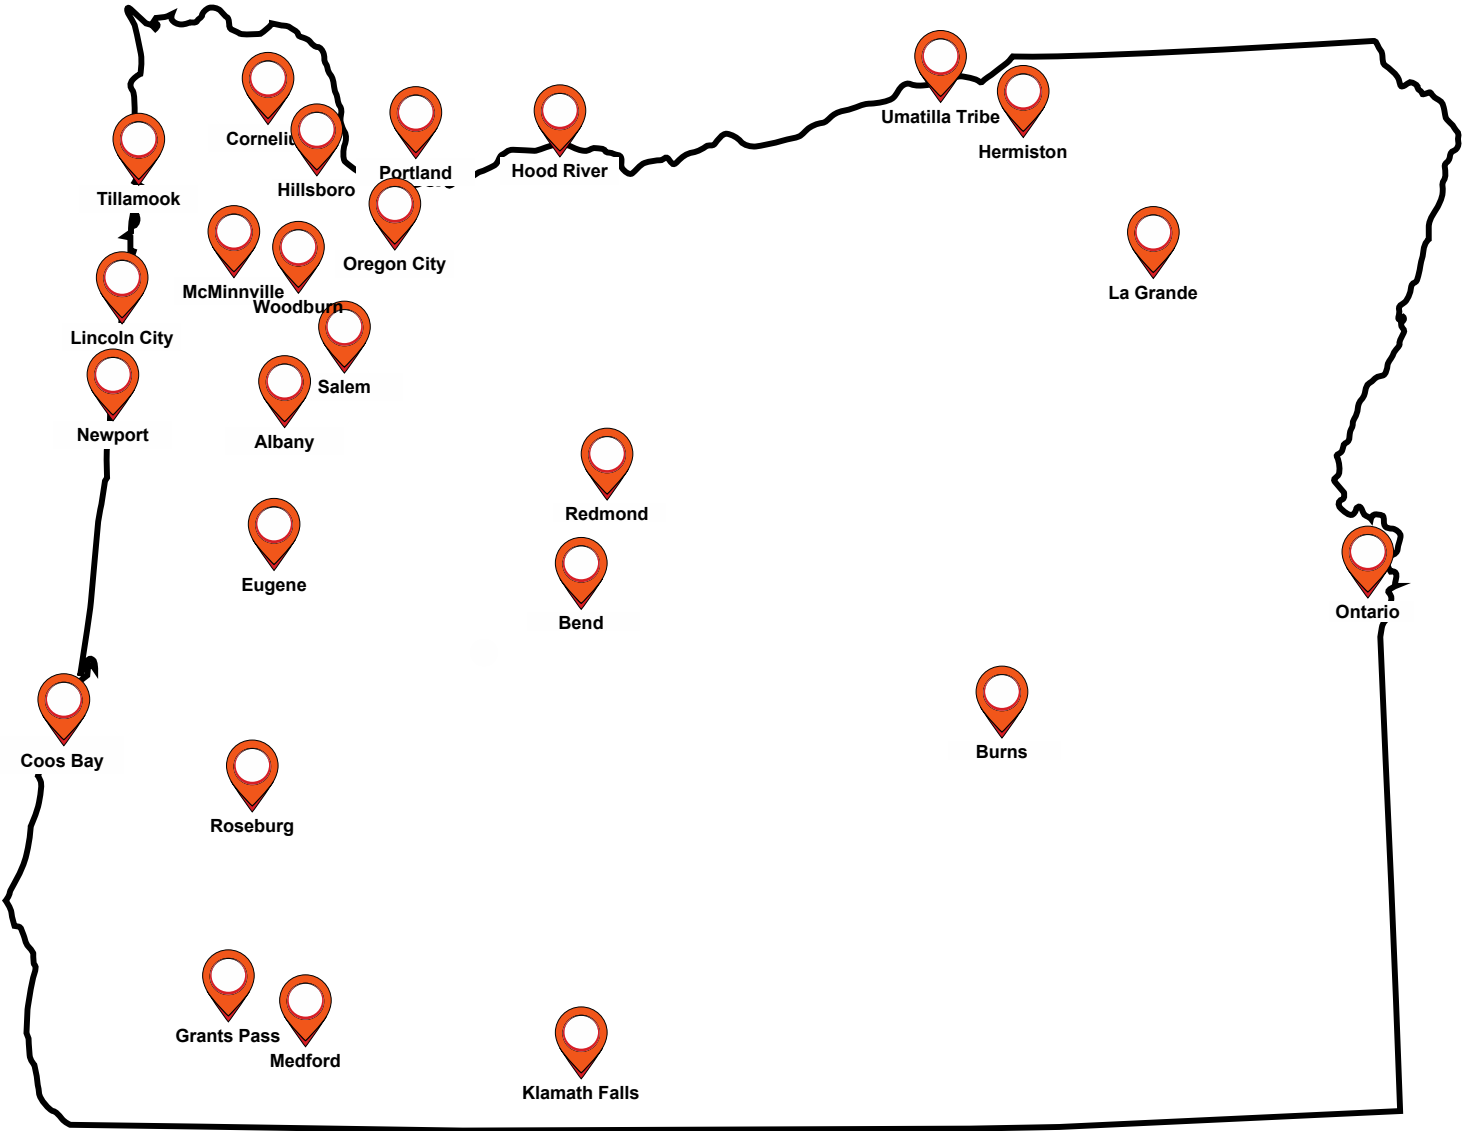 Umatilla Tribe
Corneliu
Hermiston
Portland
Hood River
Hillsboro
Tillamook
Oregon City
McMinnville
La Grande
Woodburn
Lincoln City
Salem
Newport
Albany
Redmond
Eugene
Ontario
Bend
Burns
Coos Bay
Roseburg
Grants Pass
Medford
Klamath Falls